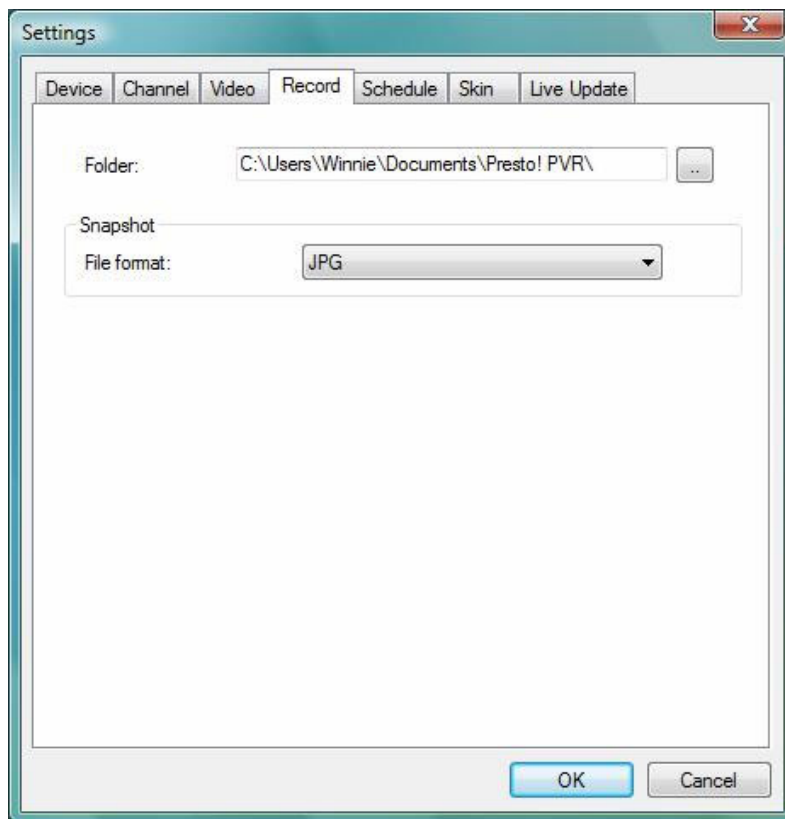 Settings
Device Channel Video Record Schedule Skin Live Update
Folder: C:\Users\Winnie\Documents\Presto! PVR\ ..
Snapshot
File format: JPG
OK Cancel